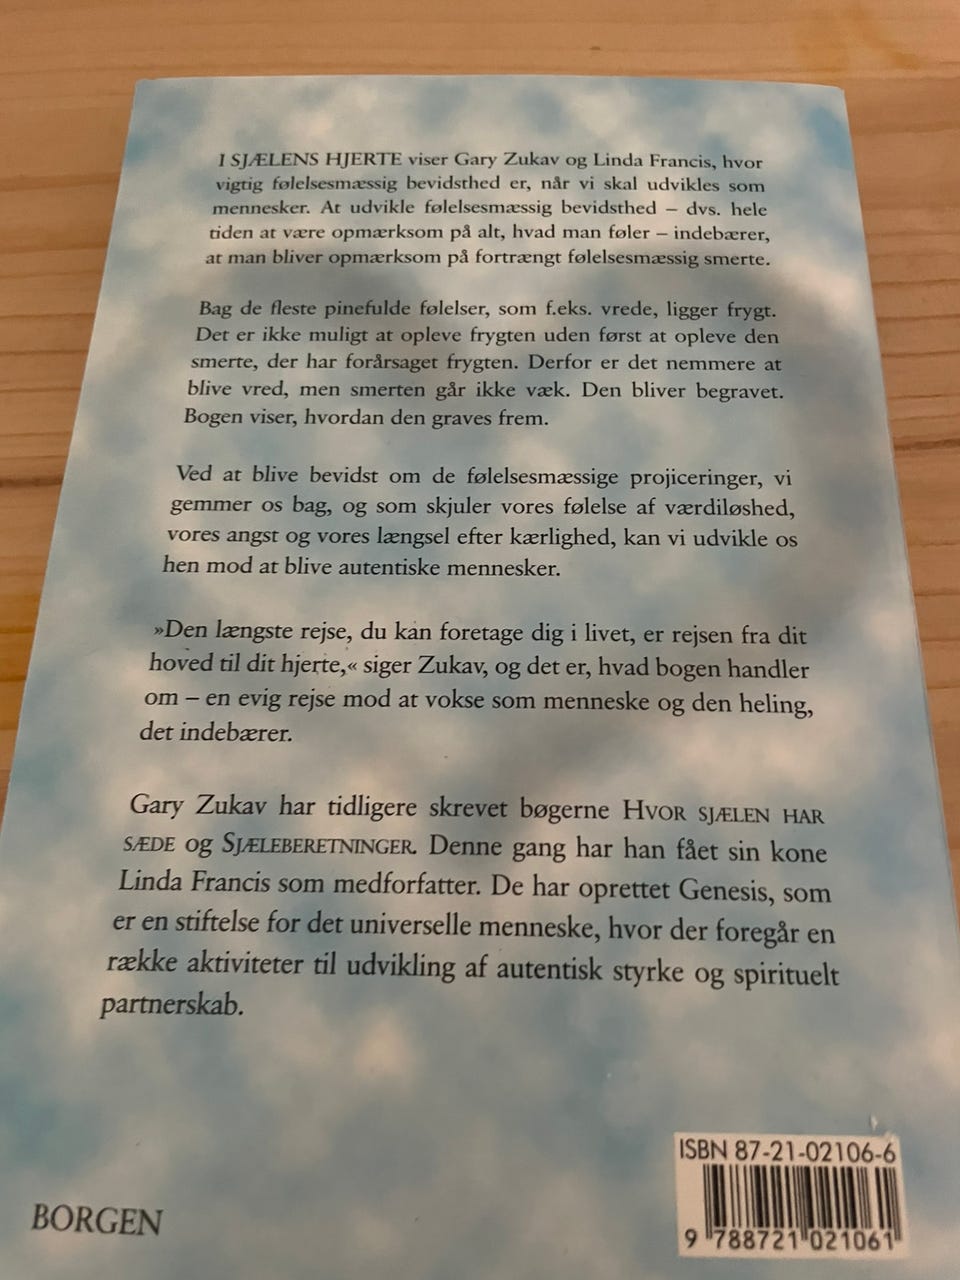 I SJÆLENS HJERTE viser Gary Zukav og Linda Francis, hvor
vigtig følelsesmæssig bevidsthed er, når vi skal udvikles som
mennesker. At udvikle følelsesmæssig bevidsthed – dvs. hele
tiden at være opmærksom på alt, hvad man føler – indebærer,
at man bliver opmærksom på fortrængt følelsesmæssig smerte.
Bag de fleste pinefulde følelser, som f.eks. vrede, ligger frygt.
Det er ikke muligt at opleve frygten uden først at opleve den
smerte, der har forårsaget frygten. Derfor er det nemmere at
blive vred, men smerten går ikke væk. Den bliver begravet.
Bogen viser, hvordan den graves frem.
Ved at blive bevidst om de følelsesmæssige projiceringer, vi
gemmer os bag, og som skjuler vores følelse af værdiløshed,
vores angst og vores længsel efter kærlighed, kan vi udvikle os
hen mod at blive autentiske mennesker.
»Den længste rejse, du kan foretage dig i livet, er rejsen fra dit
hoved til dit hjerte,« siger Zukav, og det er, hvad bogen handler
om – en evig rejse mod at vokse som menneske og den heling,
det indebærer.
Gary Zukav har tidligere skrevet bøgerne HVOR SJÆLEN HAR
SÆDE og SJÆLEBERETNINGER. Denne gang har han fået sin kone
Linda Francis som medforfatter. De har oprettet Genesis, som
er en stiftelse for det universelle menneske, hvor der foregår en
række aktiviteter til udvikling af autentisk styrke og spirituelt
partnerskab.
ISBN 87-21-02106-6
9 788721 021061
BORGEN